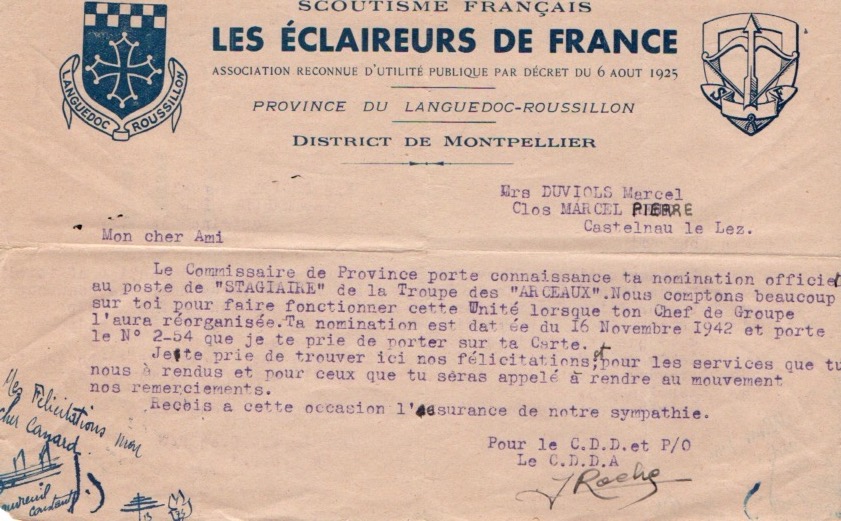 SCOUTISME FRANÇAIS
LES ÉCLAIREURS DE FRANCE
ASSOCIATION RECONNUE D'UTILITÉ PUBLIQUE PAR DÉCRET DU 6 AOUT 1925
PROVINCE DU LANGUEDOC-ROUSSILLON
DISTRICT DE MONTPELLIER
LANGUEDOC ROUSSILLON
S F
Mrs DUVIOLS Marcel
Clos MARCEL PIERRE
Castelnau le Lez.
Mon cher Ami
Le Commissaire de Province porte connaissance ta nomination officiel
au poste de "STAGIAIRE" de la Troupe des "ARCEAUX".Nous comptons beaucoup
sur toi pour faire fonctionner cette Unité lorsque ton Chef de Groupe
l'aura réorganisée.Ta nomination est dat ée du 16 Novembre 1942 et porte
le N° 2-54 que je te prie de porter sur ta Carte.
Je te prie de trouver ici nos félicitations, et pour les services que tu
nous à rendus et pour ceux que tu sèras appelé à rendre au mouvement
nos remerciements.
Reçois a cette occasion l'assurance de notre sympathie.
Pour le C.D.D.et P/O
Le C.D.D.A
J Roche
Mes Félicitations mon
cher Canard